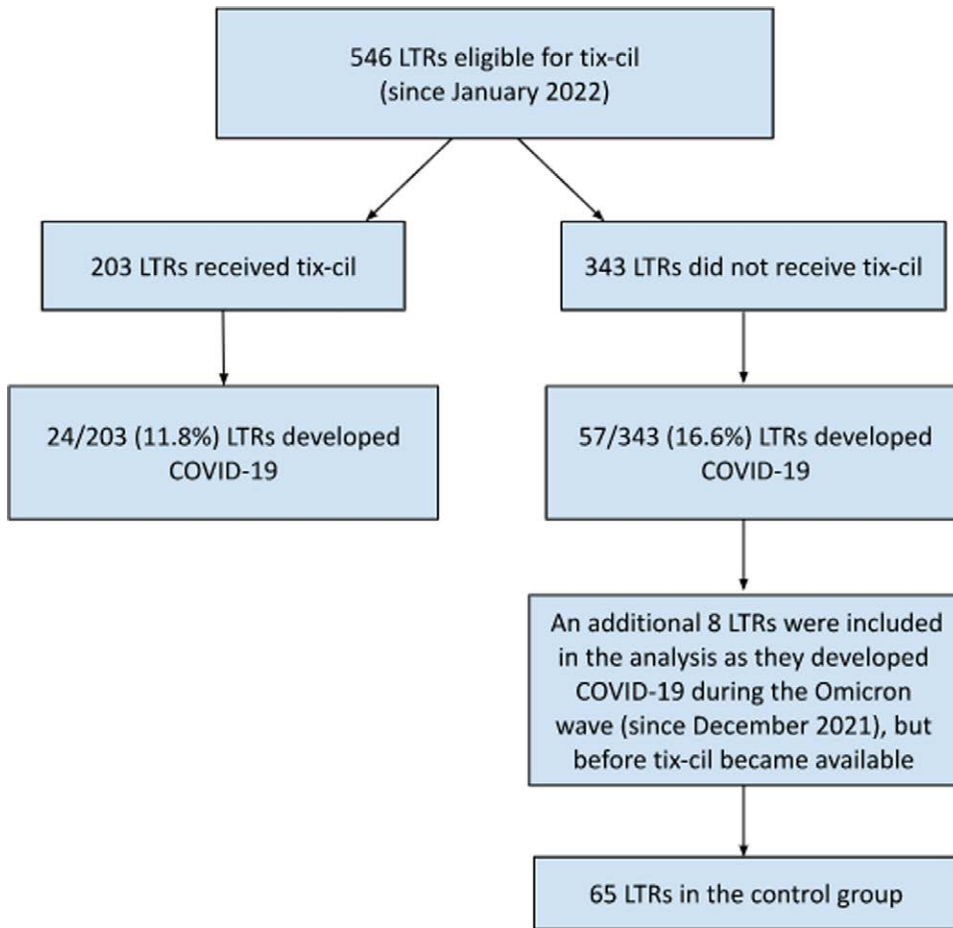 546 LTRs eligible for tix-cil
(since January 2022)
203 LTRs received tix-cil
343 LTRs did not receive tix-cil
24/203 (11.8%) LTRs developed
COVID-19
57/343 (16.6%) LTRs developed
COVID-19
An additional 8 LTRs were included
in the analysis as they developed
COVID-19 during the Omicron
wave (since December 2021), but
before tix-cil became available
65 LTRs in the control group